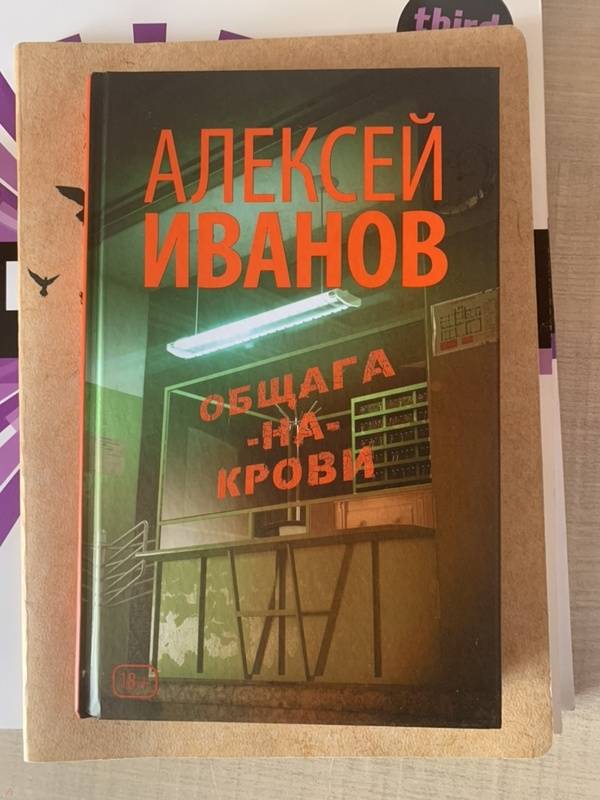 third
АЛЕКСЕЙ
ИВАНОВ
ОБЩАГА
-НА-
КРОВИ
18+